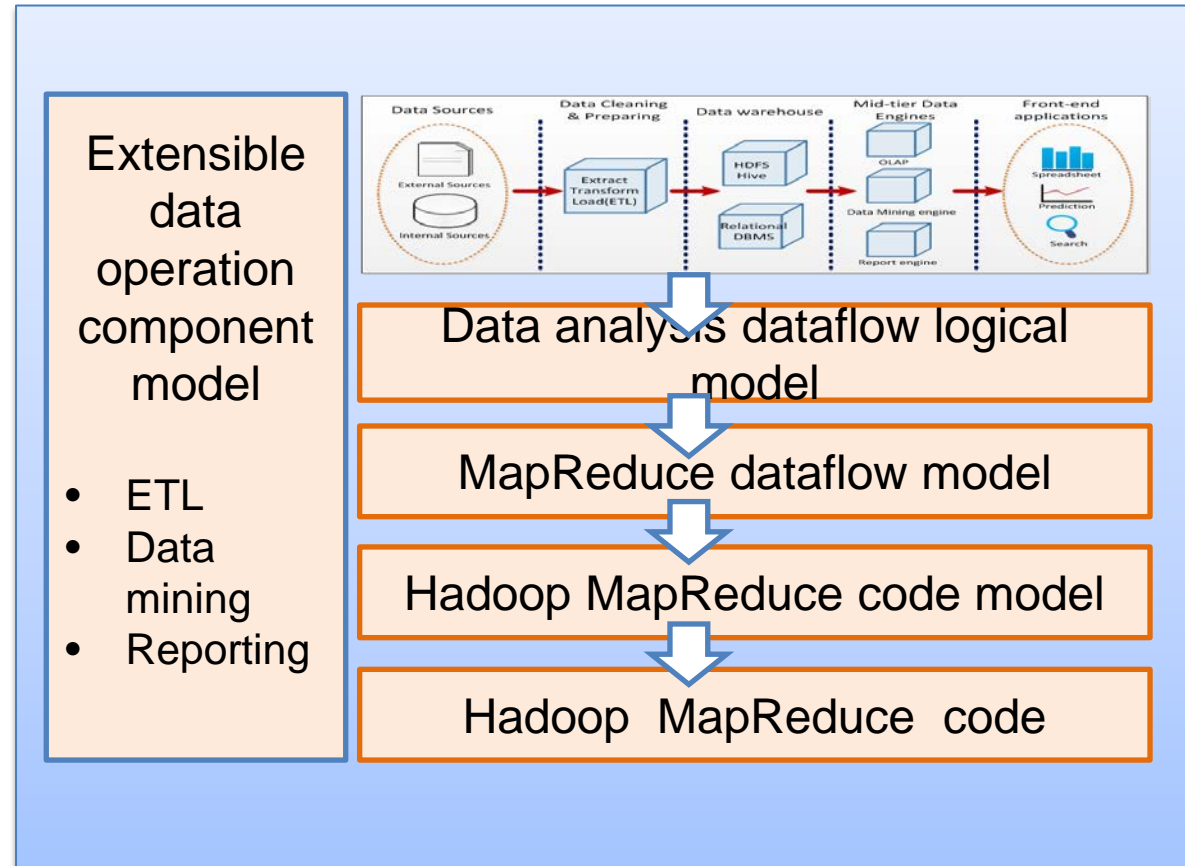 Extensible
data
operation
component
model
• ETL
• Data
mining
• Reporting
Data Sources
External Sources
Internal Sources
Data Cleaning
& Preparing
Extract
Transform
Load(ETL)
Data warehouse
HDFS
Hive
Relational
DBMS
Mid-tier Data
Engines
OLAP
Data Mining engine
Report engine
Front-end
applications
Spreadsheet
Prediction
Search
Data analysis dataflow logical
model
MapReduce dataflow model
Hadoop MapReduce code model
Hadoop MapReduce code